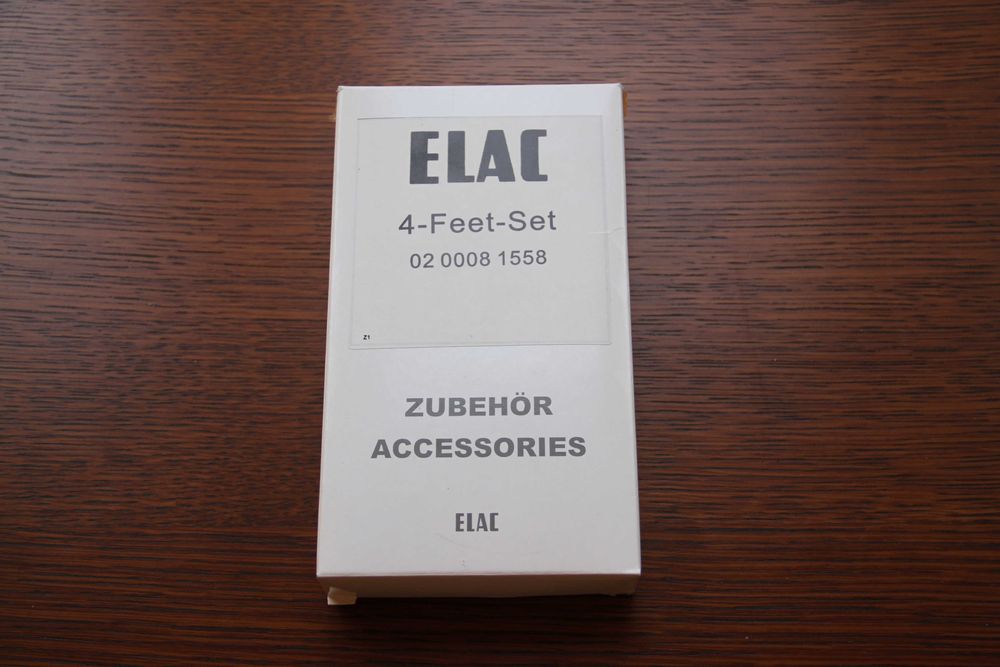 ELAC
4-Feet-Set
02 0008 1558
Z1
ZUBEHÖR
ACCESSORIES
ELAC